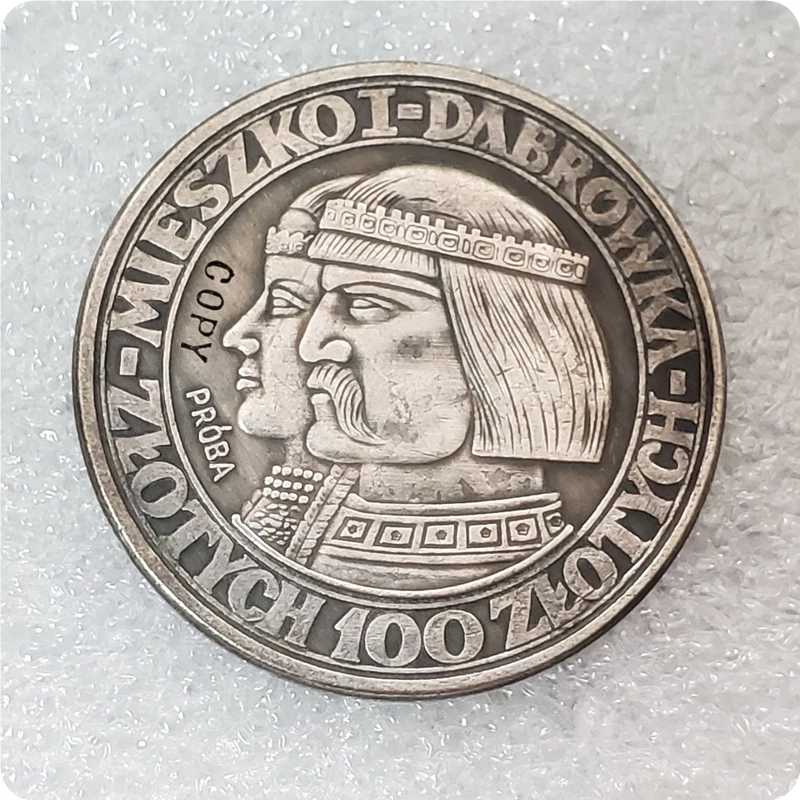 MIESZKO I-DĄBRÓWKA-
ZŁOTYCH 100 ZŁOTYCH-
COPY
PRÓBA